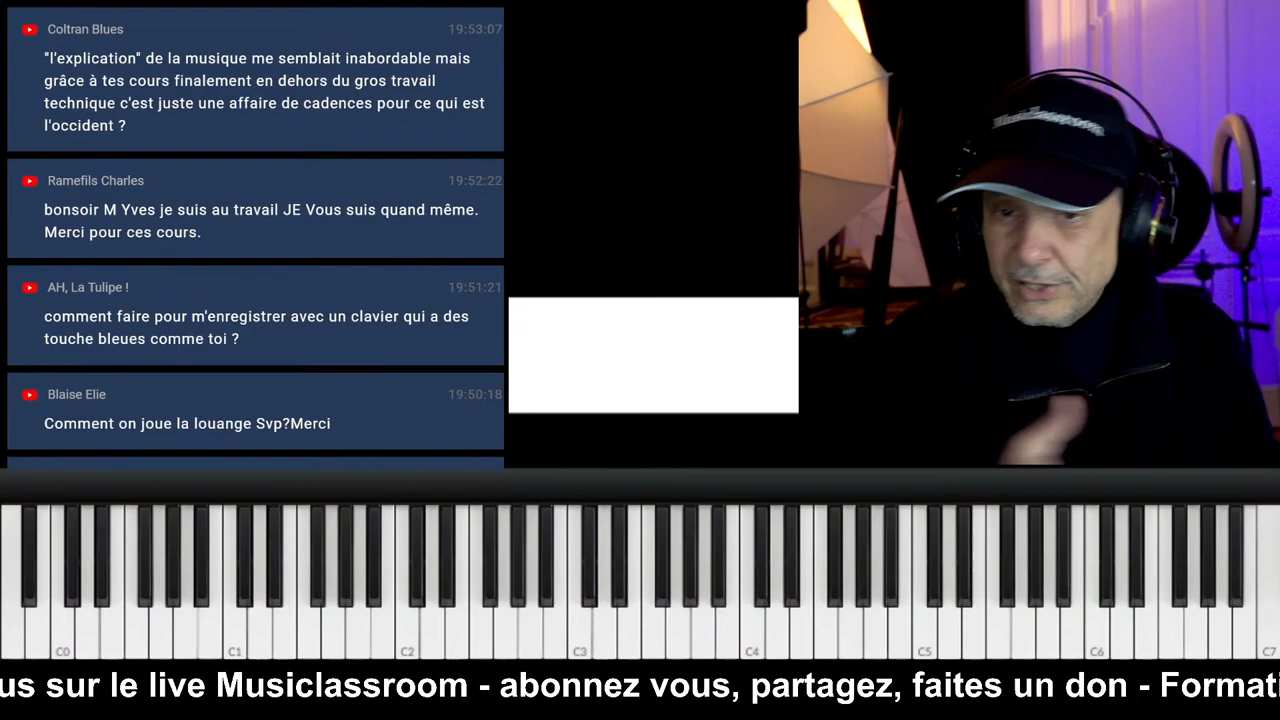 Coltran Blues 19:53:07
"l'explication" de la musique me semblait inabordable mais
grâce à tes cours finalement en dehors du gros travail
technique c'est juste une affaire de cadences pour ce qui est
l'occident ?
Ramefils Charles 19:52:22
bonsoir M Yves je suis au travail JE Vous suis quand même.
Merci pour ces cours.
AH, La Tulipe ! 19:51:21
comment faire pour m'enregistrer avec un clavier qui a des
touche bleues comme toi ?
Blaise Elie 19:50:18
Comment on joue la louange Svp?Merci
C0 C1 C2 C3 C4 C5 C6 C7
us sur le live Musiclassroom - abonnez vous, partagez, faites un don - Formati